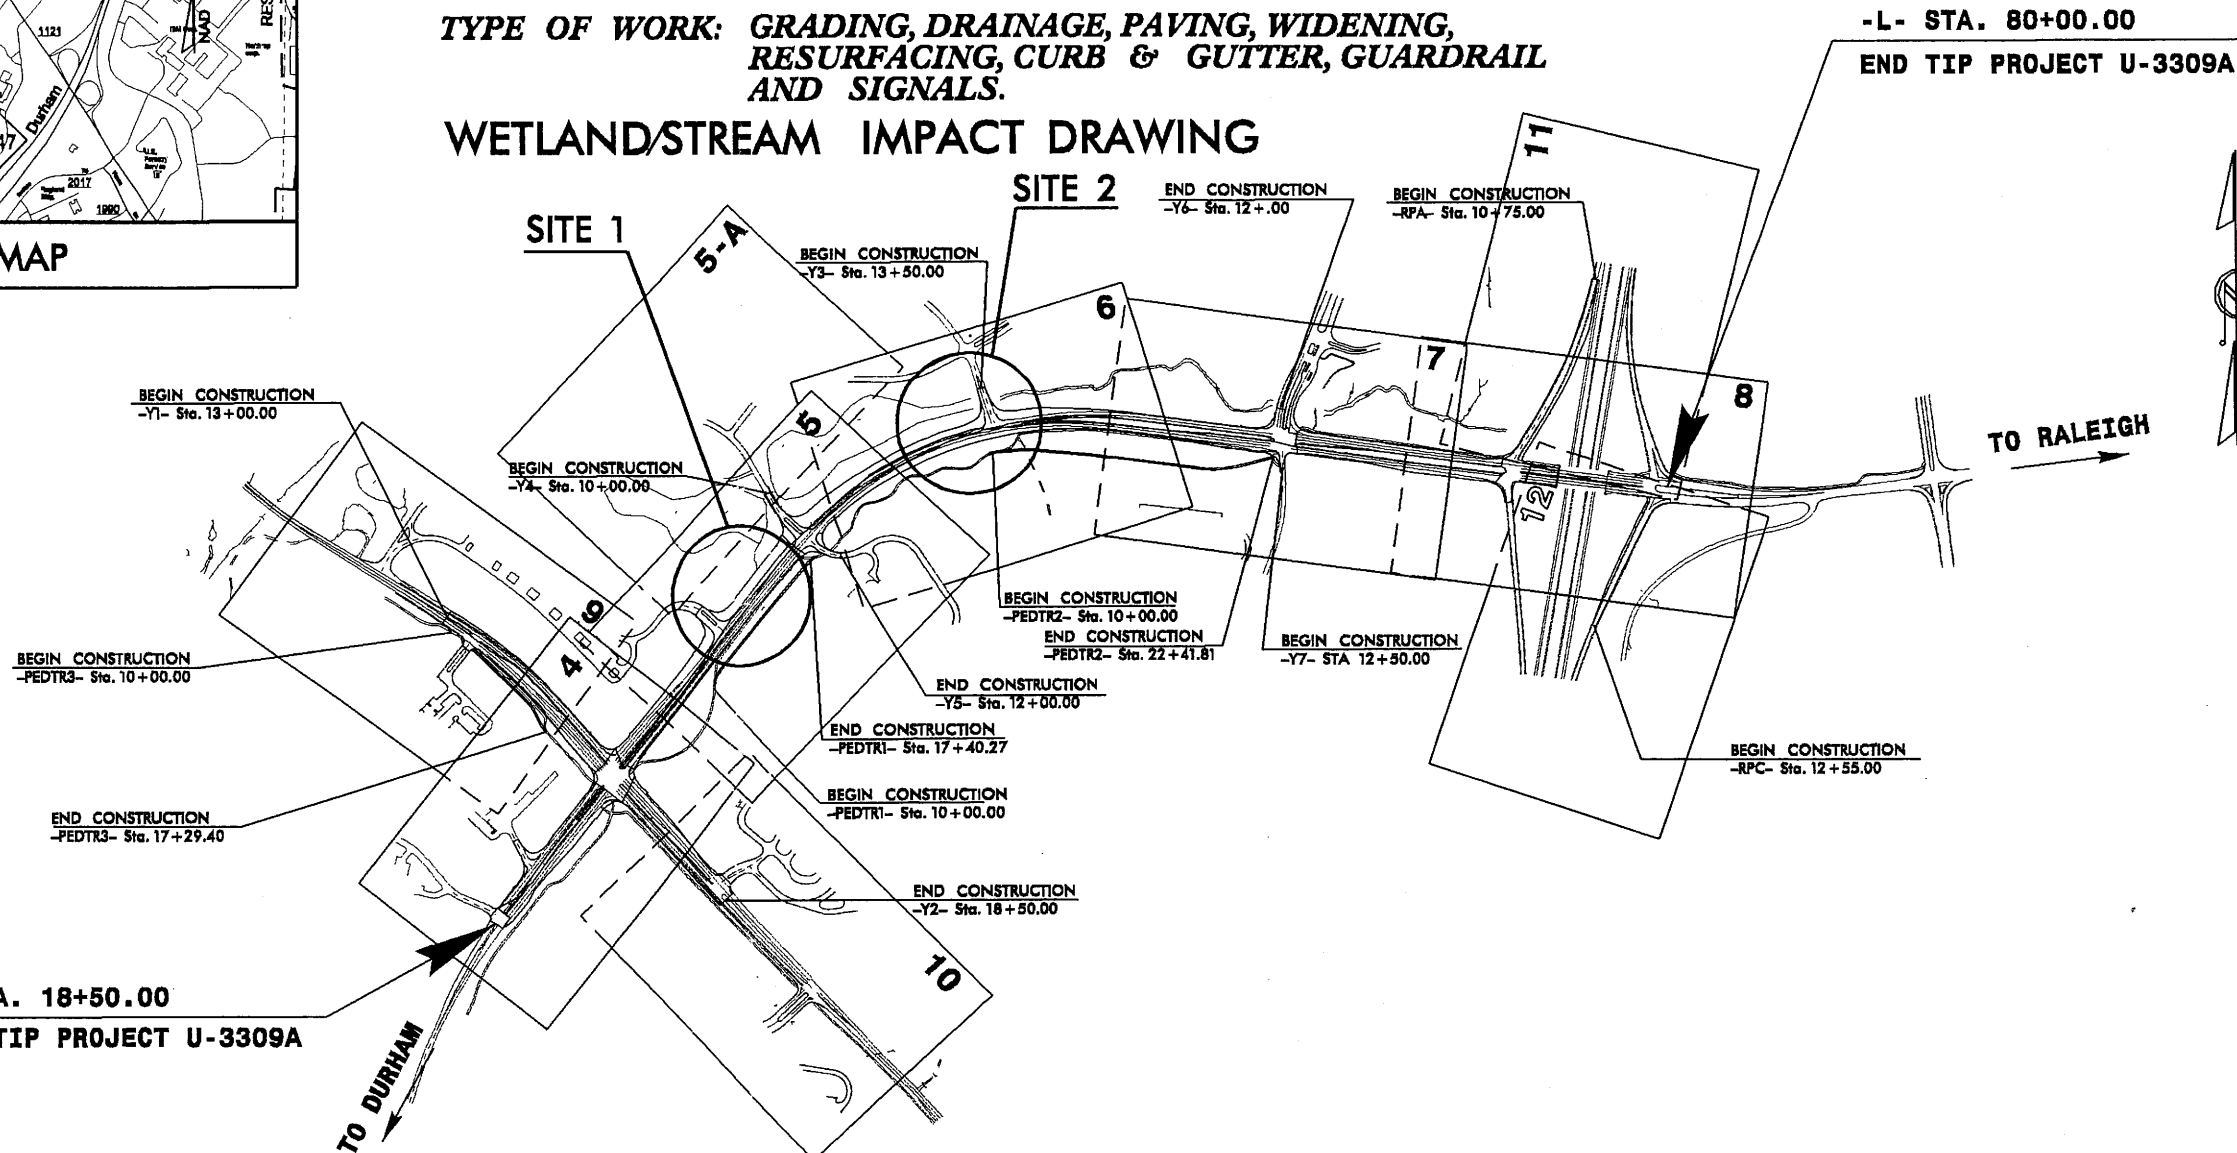 1121
NAD
RES
Durham
17
2017
1990
MAP
TYPE OF WORK: GRADING, DRAINAGE, PAVING, WIDENING,
RESURFACING, CURB & GUTTER, GUARDRAIL
AND SIGNALS.
WETLAND/STREAM IMPACT DRAWING
-L- STA. 80+00.00
END TIP PROJECT U-3309A
SITE 1
SITE 2
5-A
11
END CONSTRUCTION
-Y6- Sta. 12+.00
BEGIN CONSTRUCTION
-RPA- Sta. 10+75.00
BEGIN CONSTRUCTION
-Y3- Sta. 13+50.00
6
7
8
TO RALEIGH
BEGIN CONSTRUCTION
-Y1- Sta. 13+00.00
5
BEGIN CONSTRUCTION
-Y4- Sta. 10+00.00
12
9
4
BEGIN CONSTRUCTION
-PEDTR2- Sta. 10+00.00
END CONSTRUCTION
-PEDTR2- Sta. 22+41.81
BEGIN CONSTRUCTION
-Y7- STA 12+50.00
BEGIN CONSTRUCTION
-PEDTR3- Sta. 10+00.00
END CONSTRUCTION
-Y5- Sta. 12+00.00
END CONSTRUCTION
-PEDTR1- Sta. 17+40.27
BEGIN CONSTRUCTION
-RPC- Sta. 12+55.00
BEGIN CONSTRUCTION
-PEDTR1- Sta. 10+00.00
END CONSTRUCTION
-PEDTR3- Sta. 17+29.40
END CONSTRUCTION
-Y2- Sta. 18+50.00
10
A. 18+50.00
TIP PROJECT U-3309A
TO DURHAM